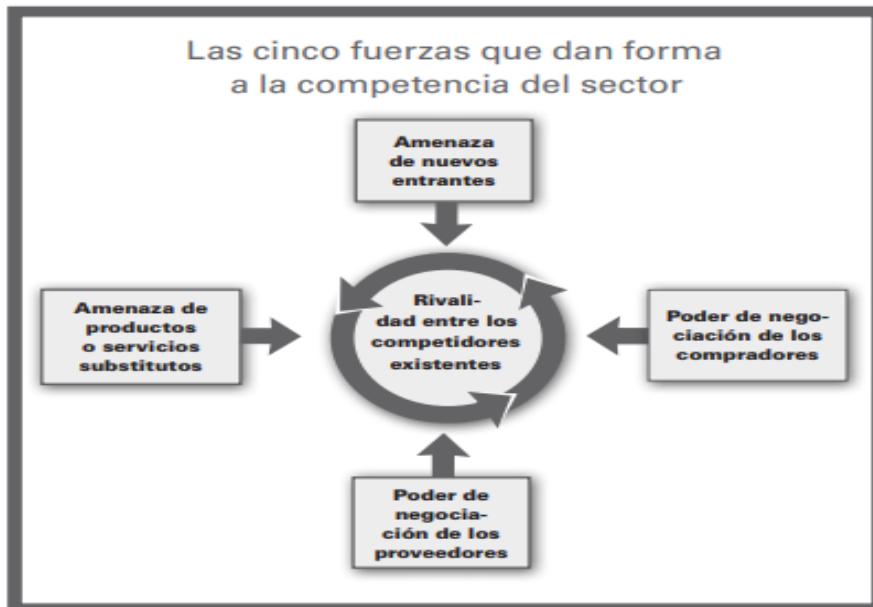 Las cinco fuerzas que dan forma
a la competencia del sector
Amenaza
de nuevos
entrantes
Amenaza de
productos
o servicios
substitutos
Rivali-
dad entre los
competidores
existentes
Poder de nego-
ciación de los
compradores
Poder de
negocia-
ción de los
proveedores